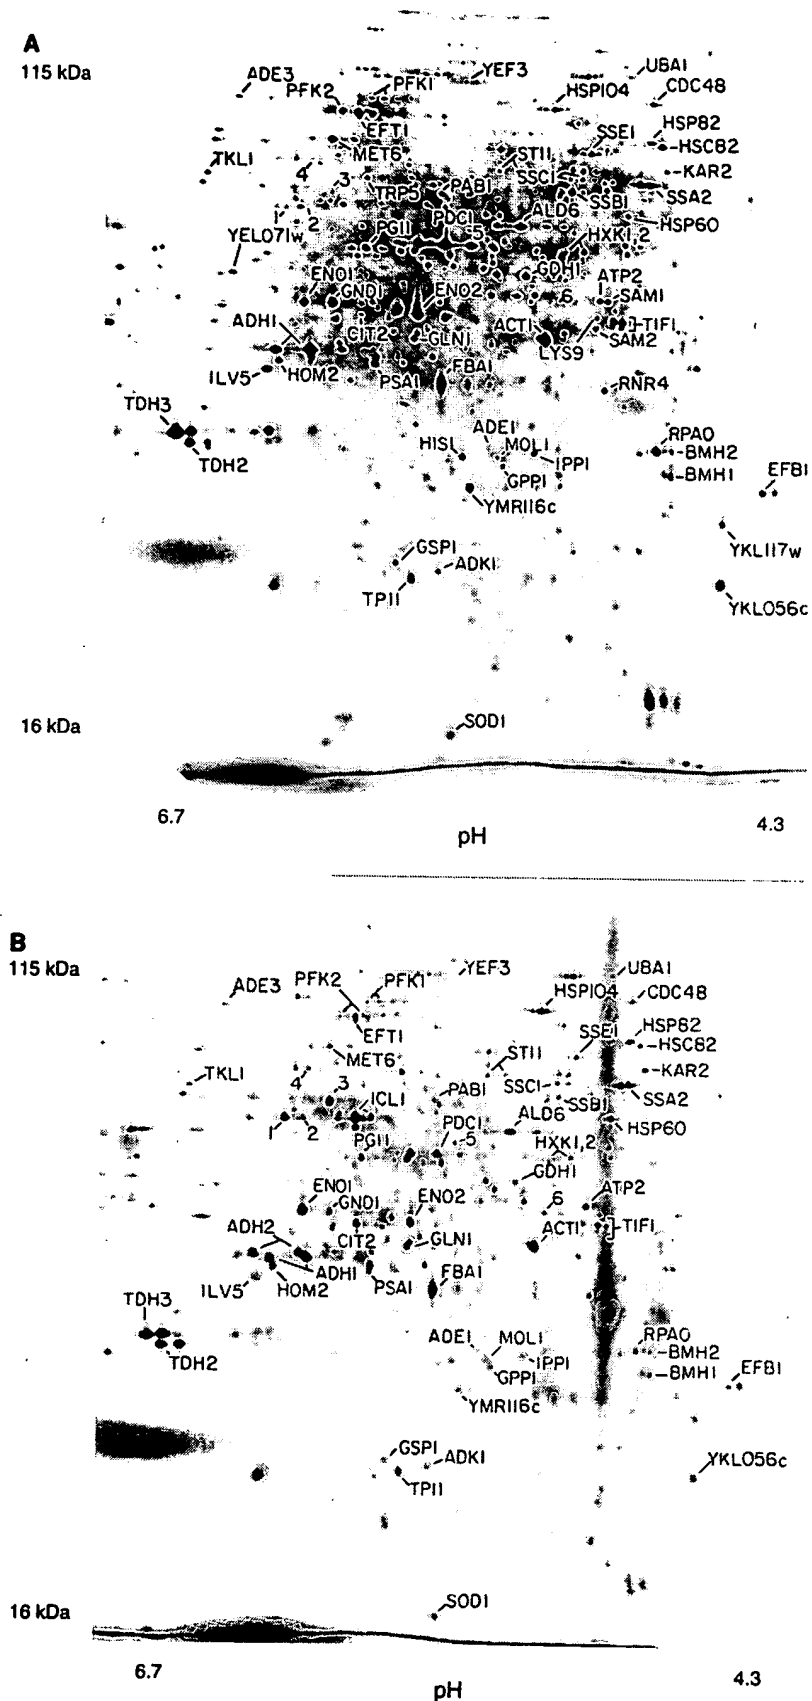 A
115 kDa
ADE3
PFK2
PFK1
YEF3
UBA1
HSP104
CDC48
EFT1
SSE1
HSP82
HSC82
MET6
TKL1
4
3
STI1
SSC1
KAR2
TRP5
PAB1
SSB1
SSA2
1
2
PDC1
5
ALD6
HSP60
PGI1
HXK1,2
YEL071w
ENO1
GND1
ENO2
GDH1
ATP2
6
SAM1
ADH1
CIT2
GLN1
ACT1
TIF1
LYS9
SAM2
ILV5
HOM2
PSA1
FBA1
RNR4
TDH3
TDH2
HIS1
ADE1
MOL1
IPP1
GPP1
RPA0
BMH2
BMH1
EFB1
YMR116c
YKL117w
GSP1
ADK1
TPI1
YKL056c
16 kDa
SOD1
6.7
pH
4.3
B
115 kDa
ADE3
PFK2
PFK1
YEF3
UBA1
HSP104
CDC48
EFT1
SSE1
HSP82
HSC82
MET6
STI1
TKL1
4
3
ICL1
PAB1
SSC1
KAR2
SSA2
SSB1
1
2
PGI1
PDC1
5
ALD6
HXK1,2
HSP60
ENO1
GND1
ENO2
GDH1
6
ATP2
ADH2
CIT2
GLN1
ACT1
TIF1
ILV5
HOM2
ADH1
PSA1
FBA1
TDH3
TDH2
ADE1
MOL1
IPP1
GPP1
RPA0
BMH2
BMH1
EFB1
YMR116c
GSP1
ADK1
TPI1
YKL056c
16 kDa
SOD1
6.7
pH
4.3